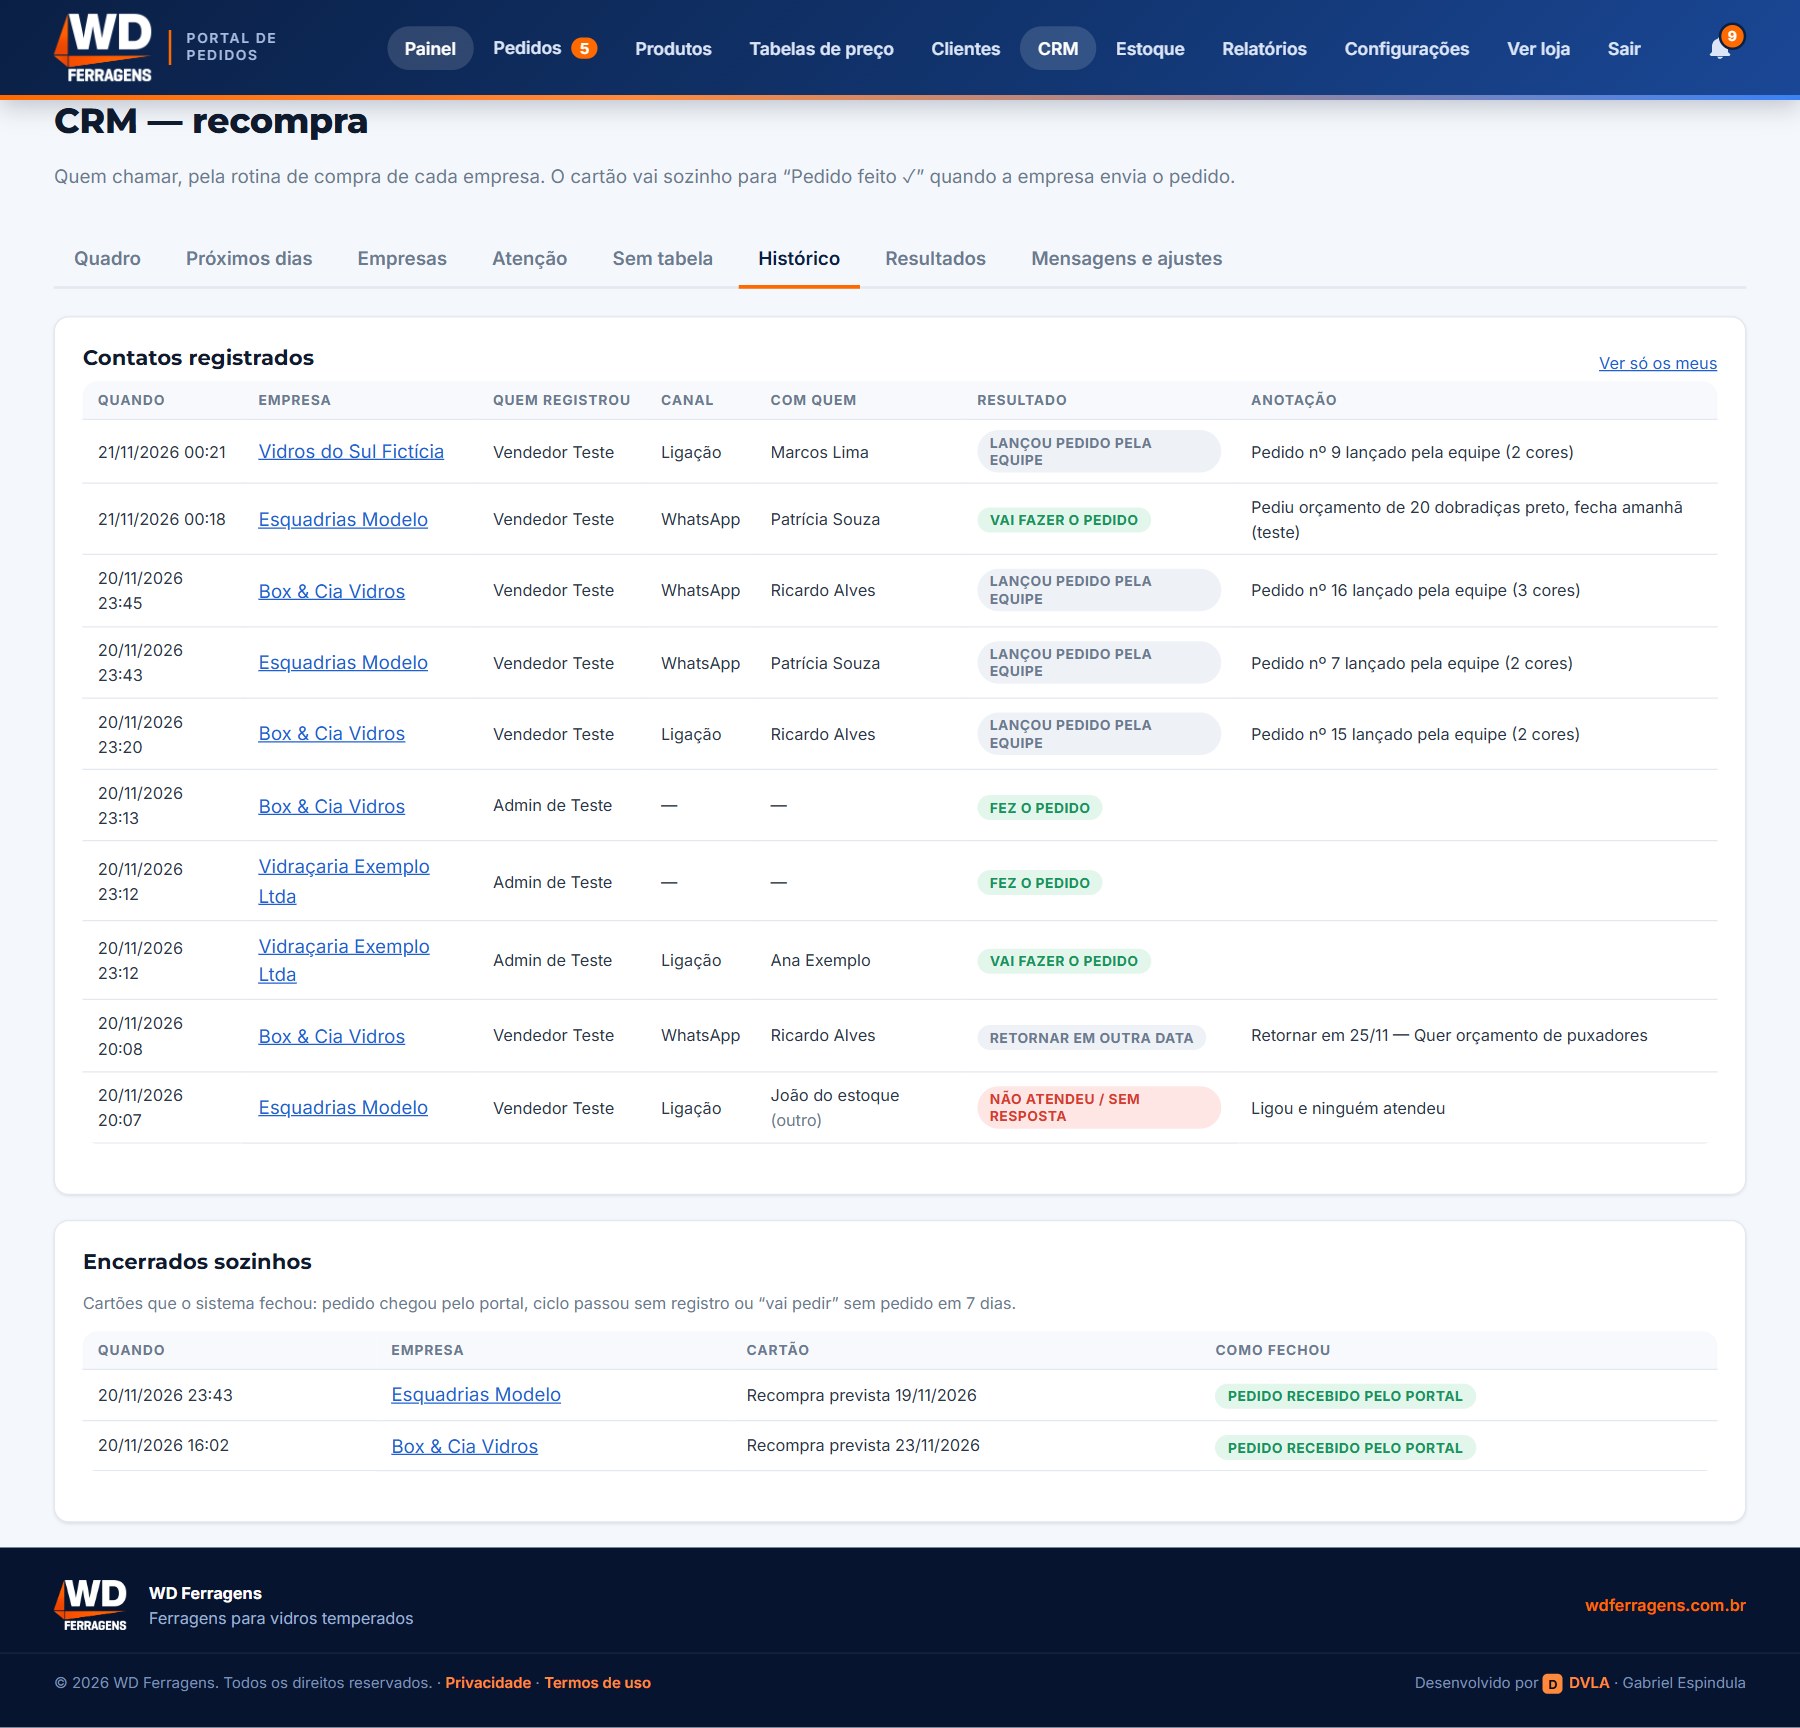 WD
FERRAGENS
PORTAL DE
PEDIDOS
Painel
Pedidos 5
Produtos
Tabelas de preço
Clientes
CRM
Estoque
Relatórios
Configurações
Ver loja
Sair
9
CRM — recompra
Quem chamar, pela rotina de compra de cada empresa. O cartão vai sozinho para “Pedido feito ✓” quando a empresa envia o pedido.
Quadro
Próximos dias
Empresas
Atenção
Sem tabela
Histórico
Resultados
Mensagens e ajustes
Contatos registrados
Ver só os meus
QUANDO EMPRESA QUEM REGISTROU CANAL COM QUEM RESULTADO ANOTAÇÃO
21/11/2026 00:21 Vidros do Sul Fictícia Vendedor Teste Ligação Marcos Lima LANÇOU PEDIDO PELA
EQUIPE
Pedido nº 9 lançado pela equipe (2 cores)
21/11/2026 00:18 Esquadrias Modelo Vendedor Teste WhatsApp Patrícia Souza VAI FAZER O PEDIDO Pediu orçamento de 20 dobradiças preto, fecha amanhã
(teste)
20/11/2026
23:45
Box & Cia Vidros Vendedor Teste WhatsApp Ricardo Alves LANÇOU PEDIDO PELA
EQUIPE
Pedido nº 16 lançado pela equipe (3 cores)
20/11/2026
23:43
Esquadrias Modelo Vendedor Teste WhatsApp Patrícia Souza LANÇOU PEDIDO PELA
EQUIPE
Pedido nº 7 lançado pela equipe (2 cores)
20/11/2026
23:20
Box & Cia Vidros Vendedor Teste Ligação Ricardo Alves LANÇOU PEDIDO PELA
EQUIPE
Pedido nº 15 lançado pela equipe (2 cores)
20/11/2026
23:13
Box & Cia Vidros Admin de Teste — — FEZ O PEDIDO
20/11/2026
23:12
Vidraçaria Exemplo
Ltda
Admin de Teste — — FEZ O PEDIDO
20/11/2026
23:12
Vidraçaria Exemplo
Ltda
Admin de Teste Ligação Ana Exemplo VAI FAZER O PEDIDO
20/11/2026
20:08
Box & Cia Vidros Vendedor Teste WhatsApp Ricardo Alves RETORNAR EM OUTRA DATA Retornar em 25/11 — Quer orçamento de puxadores
20/11/2026
20:07
Esquadrias Modelo Vendedor Teste Ligação João do estoque
(outro)
NÃO ATENDEU / SEM
RESPOSTA
Ligou e ninguém atendeu
Encerrados sozinhos
Cartões que o sistema fechou: pedido chegou pelo portal, ciclo passou sem registro ou “vai pedir” sem pedido em 7 dias.
QUANDO EMPRESA CARTÃO COMO FECHOU
20/11/2026 23:43 Esquadrias Modelo Recompra prevista 19/11/2026 PEDIDO RECEBIDO PELO PORTAL
20/11/2026 16:02 Box & Cia Vidros Recompra prevista 23/11/2026 PEDIDO RECEBIDO PELO PORTAL
WD
FERRAGENS
WD Ferragens
Ferragens para vidros temperados
wdferragens.com.br
© 2026 WD Ferragens. Todos os direitos reservados. · Privacidade · Termos de uso
Desenvolvido por D DVLA · Gabriel Espindula